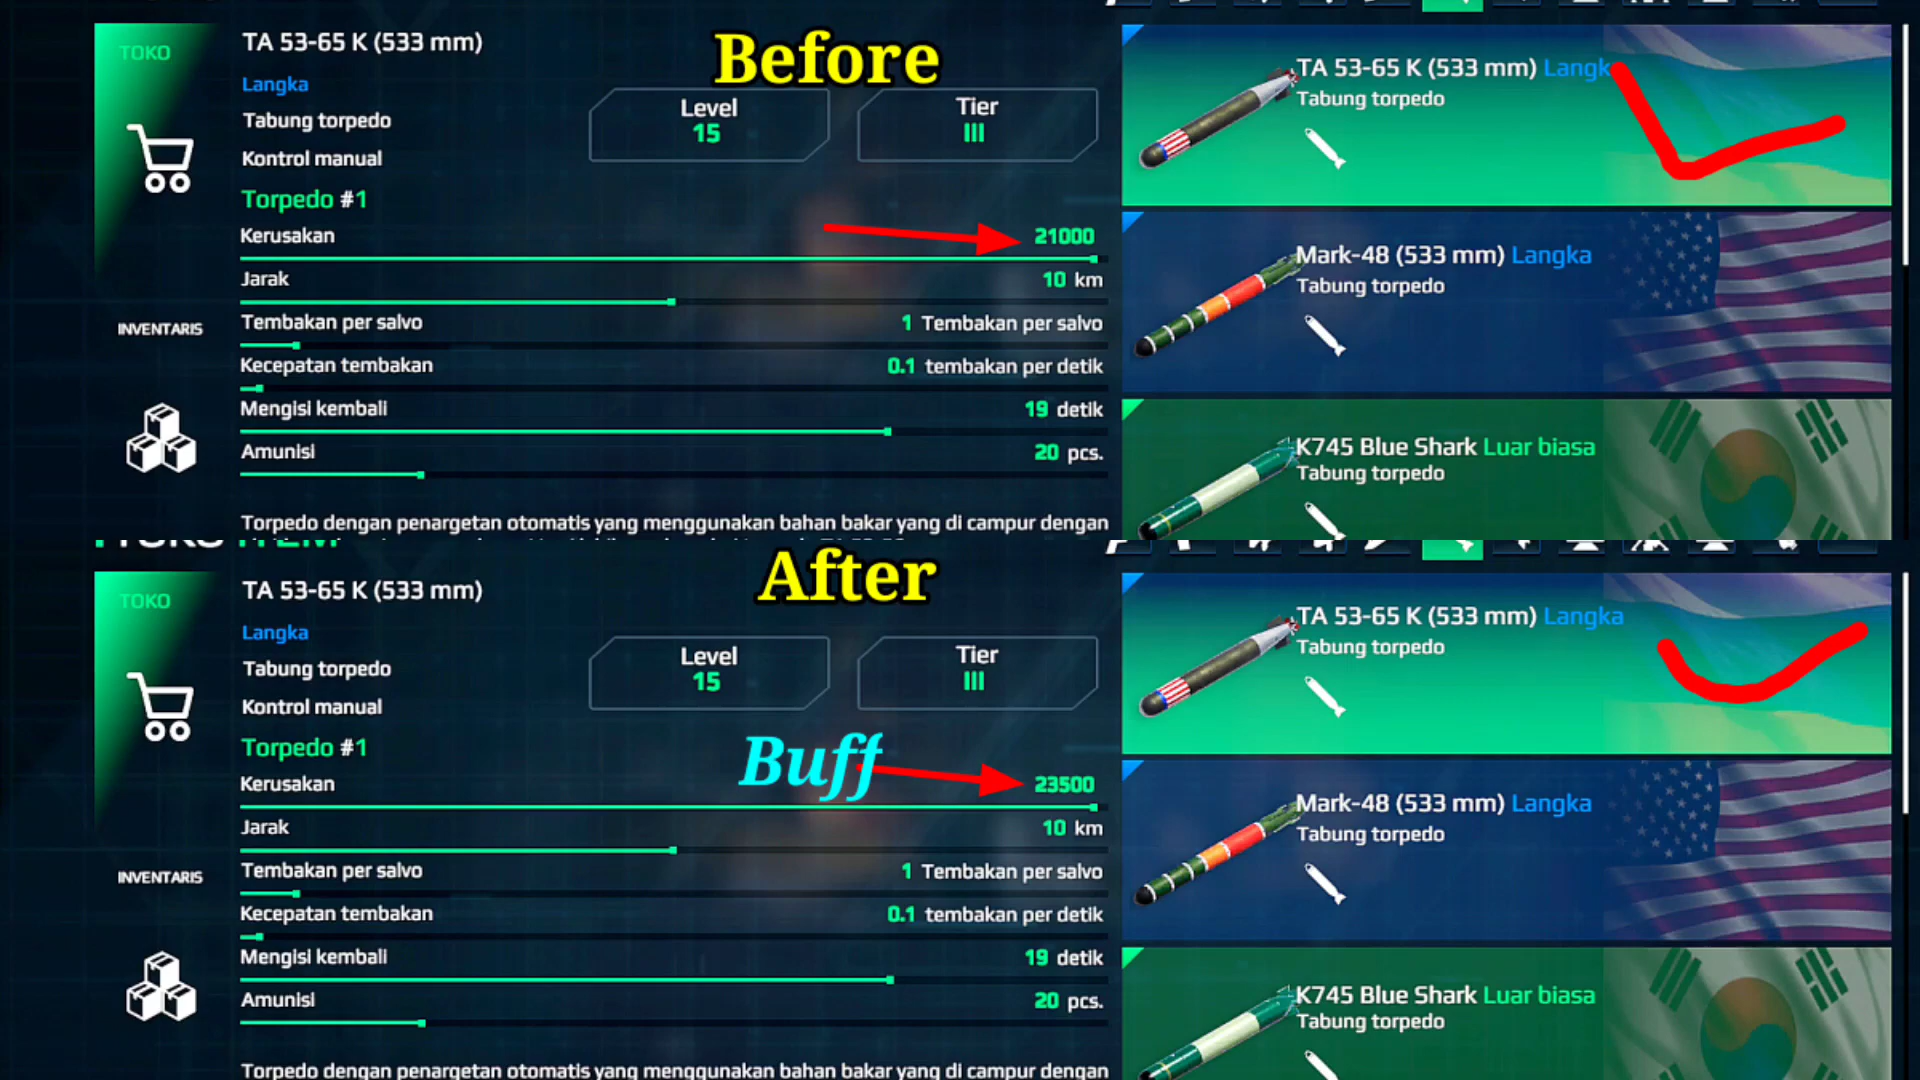 TOKO
TA 53-65 K (533 mm)
Before
Langka
Tabung torpedo
Kontrol manual
Level
15
Tier
III
Torpedo #1
Kerusakan 21000
Jarak 10 km
Tembakan per salvo 1 Tembakan per salvo
Kecepatan tembakan 0.1 tembakan per detik
Mengisi kembali 19 detik
Amunisi 20 pcs.
INVENTARIS
Torpedo dengan penargetan otomatis yang menggunakan bahan bakar yang di campur dengan
TA 53-65 K (533 mm) Langk
Tabung torpedo
Mark-48 (533 mm) Langka
Tabung torpedo
K745 Blue Shark Luar biasa
Tabung torpedo
TOKO
TA 53-65 K (533 mm)
After
Langka
Tabung torpedo
Kontrol manual
Level
15
Tier
III
Torpedo #1
Buff
Kerusakan 23500
Jarak 10 km
Tembakan per salvo 1 Tembakan per salvo
Kecepatan tembakan 0.1 tembakan per detik
Mengisi kembali 19 detik
Amunisi 20 pcs.
INVENTARIS
Torpedo dengan penargetan otomatis yang menggunakan bahan bakar yang di campur dengan
TA 53-65 K (533 mm) Langka
Tabung torpedo
Mark-48 (533 mm) Langka
Tabung torpedo
K745 Blue Shark Luar biasa
Tabung torpedo